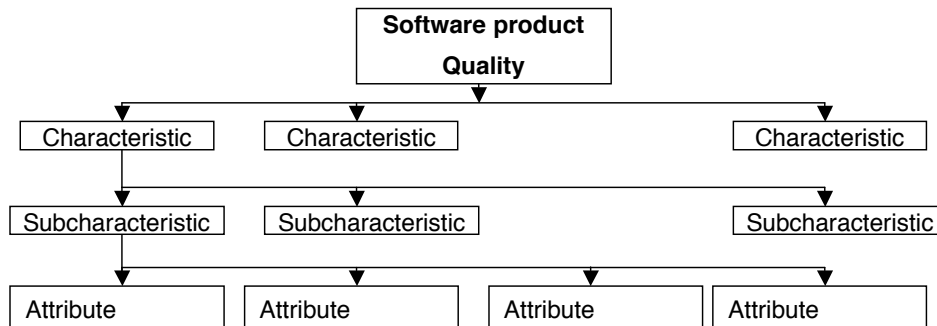 Software product
Quality
Characteristic Characteristic Characteristic
Subcharacteristic Subcharacteristic Subcharacteristic
Attribute Attribute Attribute Attribute